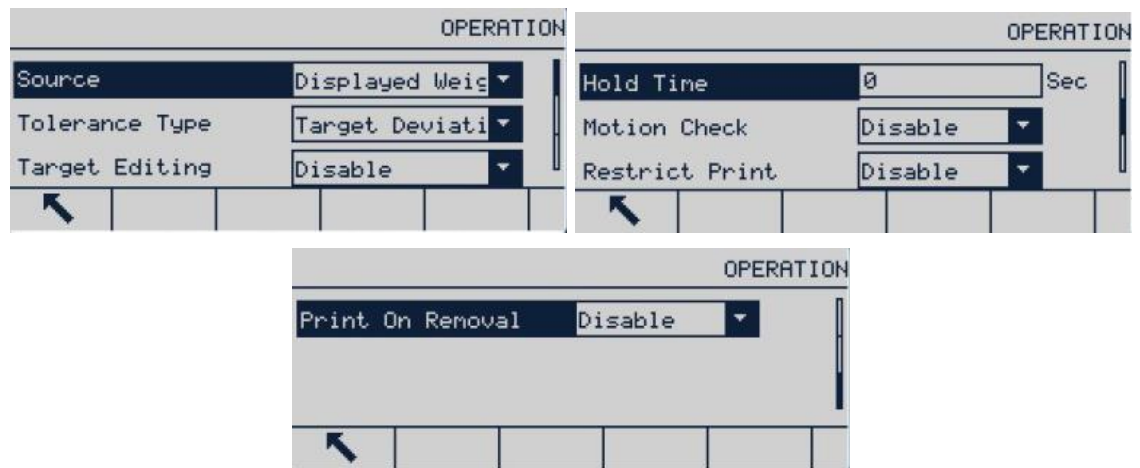 OPERATION
Source Displayed Weig
Tolerance Type Target Deviati
Target Editing Disable
OPERATION
Hold Time 0 Sec
Motion Check Disable
Restrict Print Disable
OPERATION
Print On Removal Disable